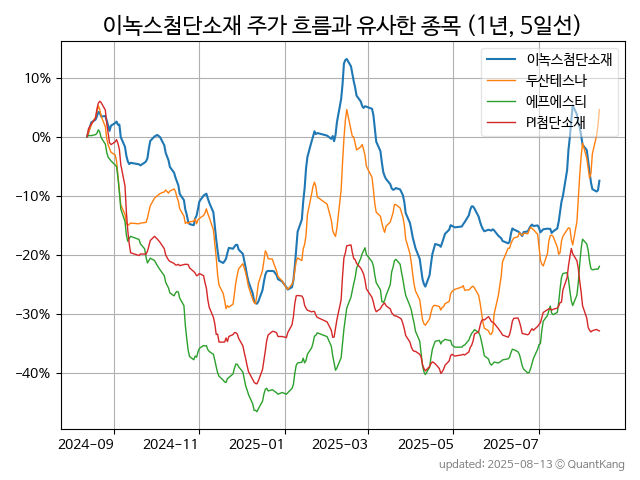 이녹스첨단소재 주가 흐름과 유사한 종목 (1년, 5일선)
이녹스첨단소재
두산테스나
에프에스티
PI첨단소재
10%
0%
−10%
−20%
−30%
−40%
2024-09
2024-11
2025-01
2025-03
2025-05
2025-07
updated: 2025-08-13 © QuantKang